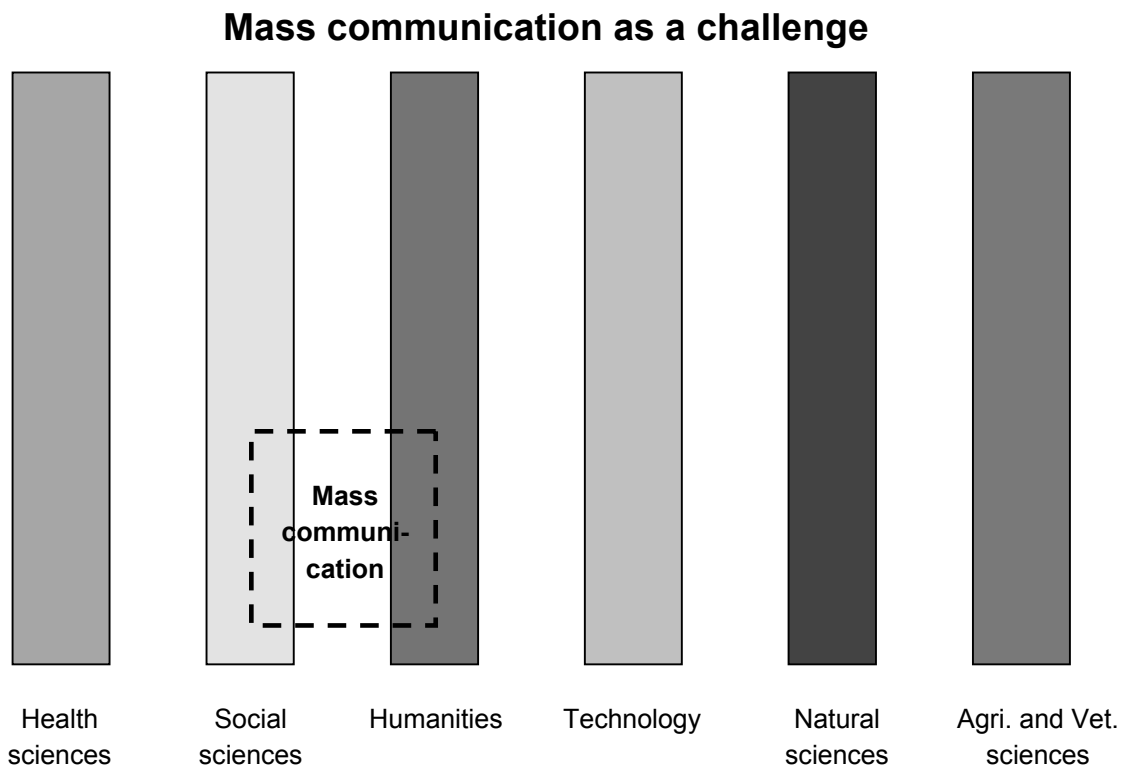 Mass communication as a challenge
Mass
communi-
cation
Health
sciences
Social
sciences
Humanities
Technology
Natural
sciences
Agri. and Vet.
sciences